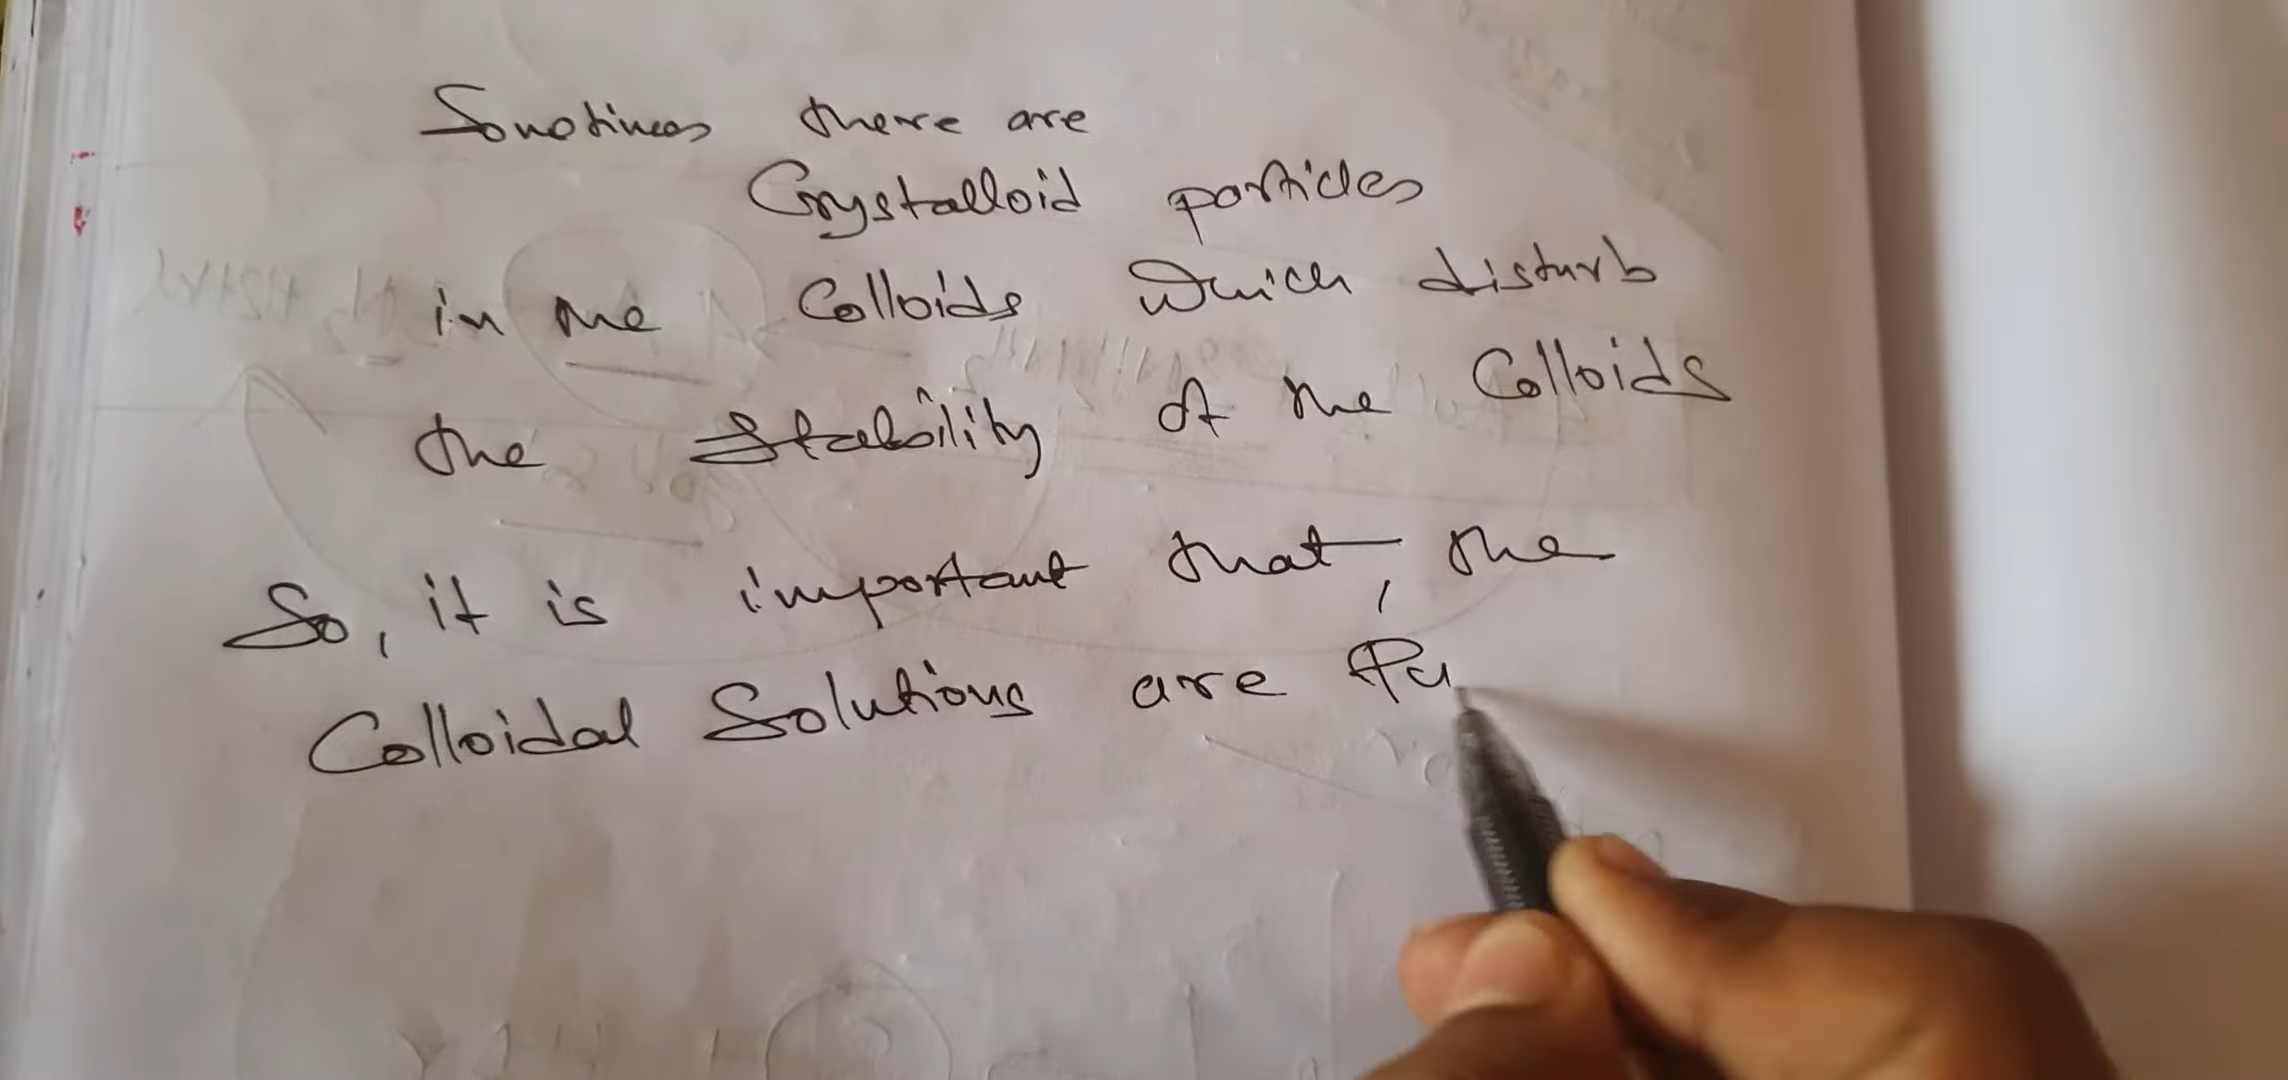 Sometimes there are
Crystalloid particles
in the Colloids which disturb
the stability of the Colloids
So, it is important that, the
Colloidal Solutions are Pu